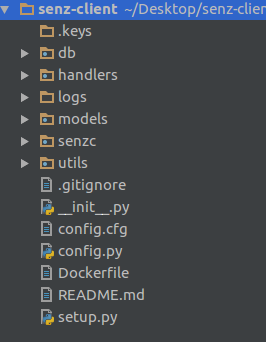 senz-client ~/Desktop/senz-clien
.keys
db
handlers
logs
models
senzc
utils
.gitignore
__init__.py
config.cfg
config.py
Dockerfile
README.md
setup.py